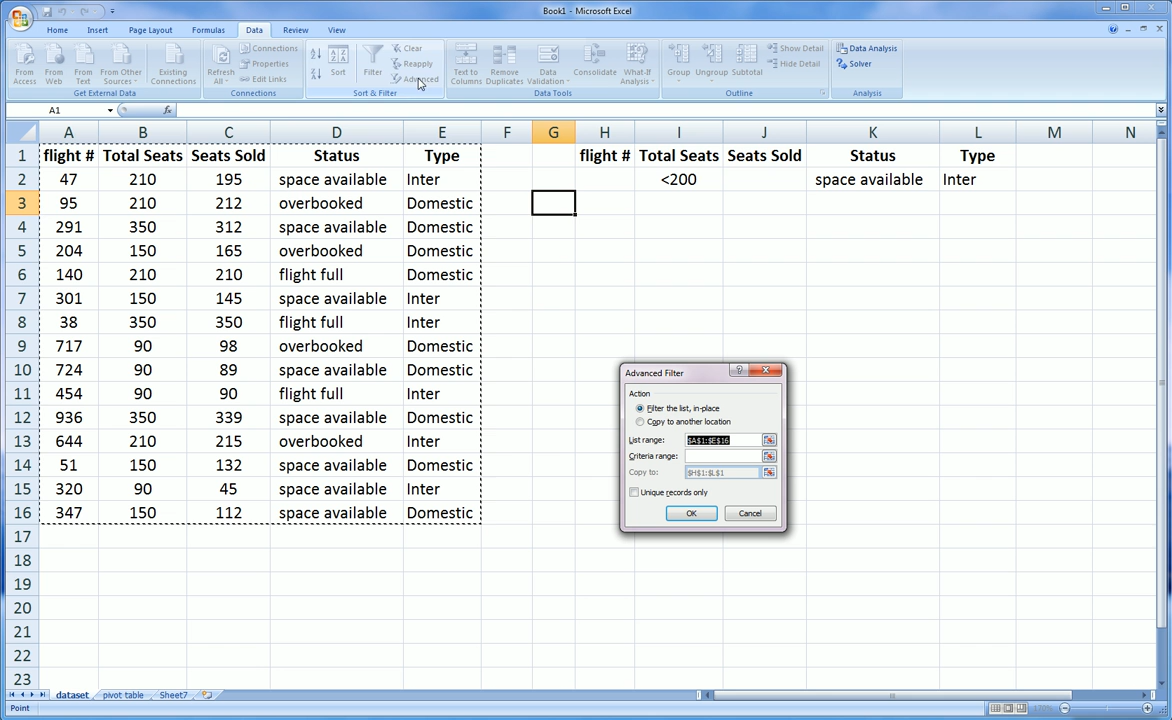 Book1 - Microsoft Excel
Home Insert Page Layout Formulas Data Review View
From Access From Web From Text From Other Sources Existing Connections Refresh All Connections Properties Edit Links Sort Filter Clear Reapply Advanced Text to Columns Remove Duplicates Data Validation Consolidate What-If Analysis Group Ungroup Subtotal Show Detail Hide Detail Data Analysis Solver
Get External Data Connections Sort & Filter Data Tools Outline Analysis
A1 fx
A B C D E F G H I J K L M N
1 flight # Total Seats Seats Sold Status Type flight # Total Seats Seats Sold Status Type
2 47 210 195 space available Inter <200 space available Inter
3 95 210 212 overbooked Domestic
4 291 350 312 space available Domestic
5 204 150 165 overbooked Domestic
6 140 210 210 flight full Domestic
7 301 150 145 space available Inter
8 38 350 350 flight full Inter
9 717 90 98 overbooked Domestic
10 724 90 89 space available Domestic
11 454 90 90 flight full Inter
12 936 350 339 space available Domestic
13 644 210 215 overbooked Inter
14 51 150 132 space available Domestic
15 320 90 45 space available Inter
16 347 150 112 space available Domestic
17
18
19
20
21
22
23
Advanced Filter ?
Action
Filter the list, in-place
Copy to another location
List range: $A$1:$E$16
Criteria range:
Copy to: $H$1:$L$1
Unique records only
OK Cancel
dataset pivot table Sheet7
Point 170%